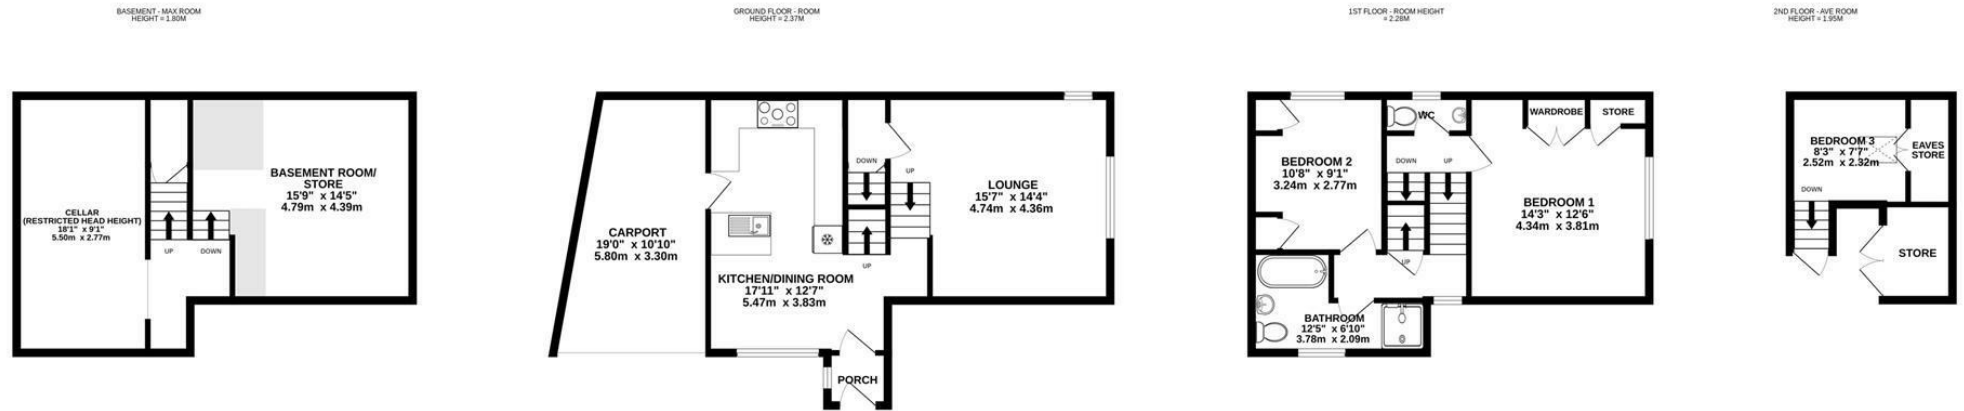 BASEMENT - MAX ROOM
HEIGHT = 1.80M
CELLAR
(RESTRICTED HEAD HEIGHT)
18'1" x 9'1"
5.50m x 2.77m
UP
DOWN
BASEMENT ROOM/
STORE
15'9" x 14'5"
4.79m x 4.39m
GROUND FLOOR - ROOM
HEIGHT = 2.37M
CARPORT
19'0" x 10'10"
5.80m x 3.30m
KITCHEN/DINING ROOM
17'11" x 12'7"
5.47m x 3.83m
DOWN
UP
UP
LOUNGE
15'7" x 14'4"
4.74m x 4.36m
PORCH
1ST FLOOR - ROOM HEIGHT
= 2.28M
BEDROOM 2
10'8" x 9'1"
3.24m x 2.77m
WC
DOWN
UP
UP
WARDROBE
STORE
BEDROOM 1
14'3" x 12'6"
4.34m x 3.81m
BATHROOM
12'5" x 6'10"
3.78m x 2.09m
2ND FLOOR - AVE ROOM
HEIGHT = 1.95M
BEDROOM 3
8'3" x 7'7"
2.52m x 2.32m
EAVES
STORE
DOWN
STORE